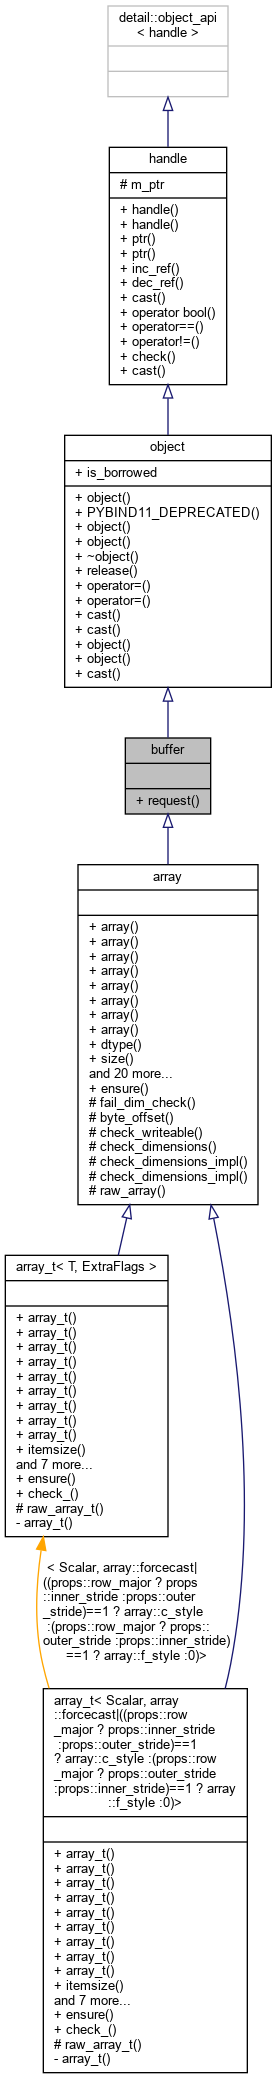 detail::object_api
< handle >
handle
# m_ptr
+ handle()
+ handle()
+ ptr()
+ ptr()
+ inc_ref()
+ dec_ref()
+ cast()
+ operator bool()
+ operator==()
+ operator!=()
+ check()
+ cast()
object
+ is_borrowed
+ object()
+ PYBIND11_DEPRECATED()
+ object()
+ object()
+ ~object()
+ release()
+ operator=()
+ operator=()
+ cast()
+ cast()
+ object()
+ object()
+ cast()
buffer
+ request()
array
+ array()
+ array()
+ array()
+ array()
+ array()
+ array()
+ array()
+ array()
+ dtype()
+ size()
and 20 more...
+ ensure()
# fail_dim_check()
# byte_offset()
# check_writeable()
# check_dimensions()
# check_dimensions_impl()
# check_dimensions_impl()
# raw_array()
array_t< T, ExtraFlags >
+ array_t()
+ array_t()
+ array_t()
+ array_t()
+ array_t()
+ array_t()
+ array_t()
+ array_t()
+ array_t()
+ itemsize()
and 7 more...
+ ensure()
+ check_()
# raw_array_t()
- array_t()
< Scalar, array::forcecast|
((props::row_major ? props
::inner_stride :props::outer
_stride)==1 ? array::c_style
:(props::row_major ? props::
outer_stride :props::inner_stride)
==1 ? array::f_style :0)>
array_t< Scalar, array
::forcecast|((props::row
_major ? props::inner_stride
:props::outer_stride)==1
? array::c_style :(props::row
_major ? props::outer_stride
:props::inner_stride)==1 ? array
::f_style :0)>
+ array_t()
+ array_t()
+ array_t()
+ array_t()
+ array_t()
+ array_t()
+ array_t()
+ array_t()
+ array_t()
+ itemsize()
and 7 more...
+ ensure()
+ check_()
# raw_array_t()
- array_t()